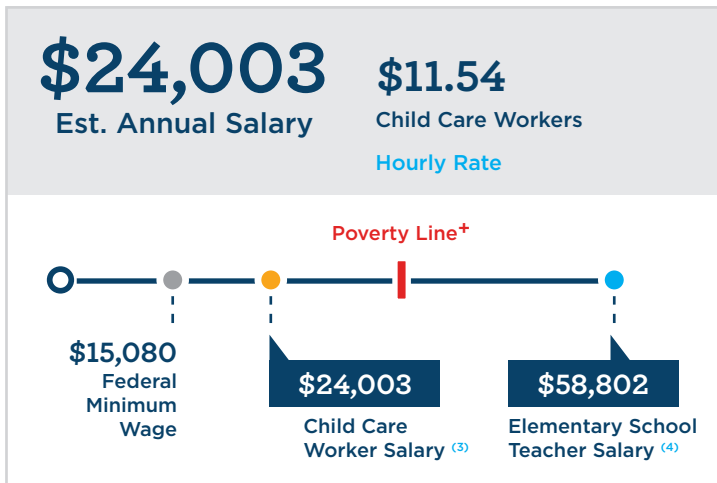 $24,003
Est. Annual Salary
$11.54
Child Care Workers
Hourly Rate
Poverty Line+
$15,080
Federal
Minimum
Wage
$24,003
Child Care
Worker Salary (3)
$58,802
Elementary School
Teacher Salary (4)